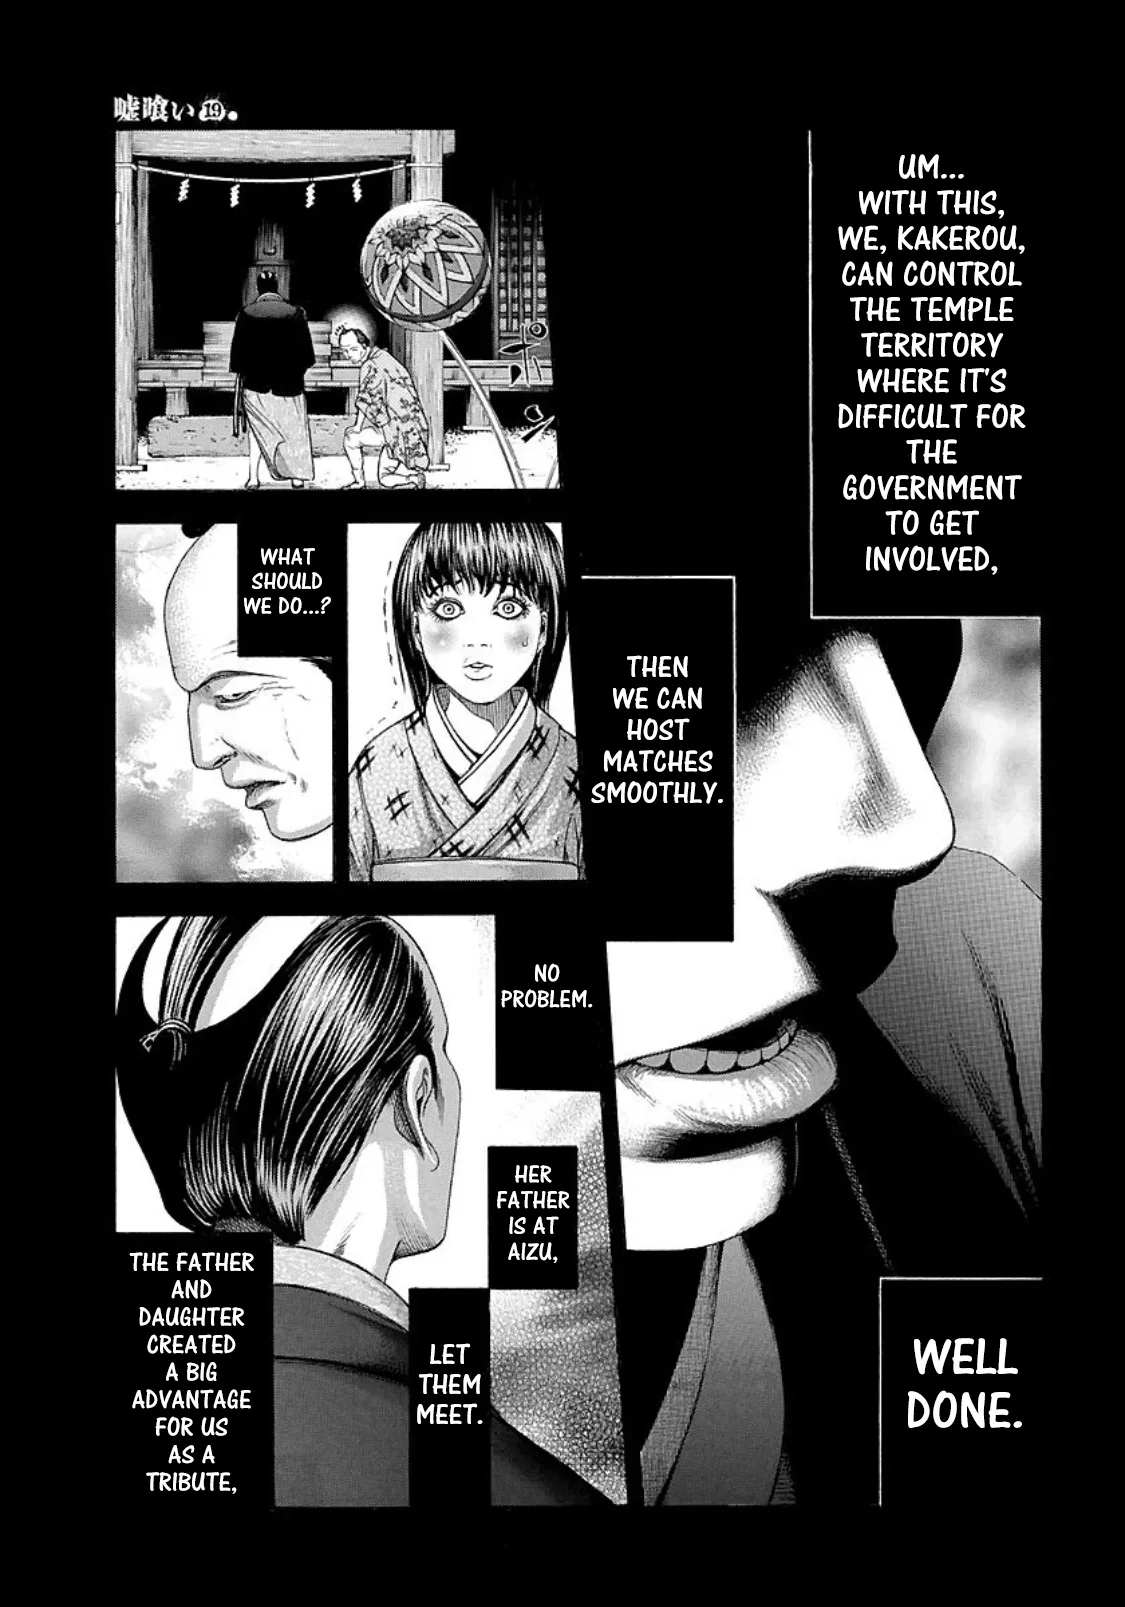 嘘喰い⑲
UM...
WITH THIS,
WE, KAKEROU,
CAN CONTROL
THE TEMPLE
TERRITORY
WHERE IT'S
DIFFICULT FOR
THE
GOVERNMENT
TO GET
INVOLVED,
ポーン
THEN
WE CAN
HOST
MATCHES
SMOOTHLY.
WELL
DONE.
WHAT
SHOULD
WE DO...?
NO
PROBLEM.
HER
FATHER
IS AT
AIZU,
LET
THEM
MEET.
THE FATHER
AND
DAUGHTER
CREATED
A BIG
ADVANTAGE
FOR US
AS A
TRIBUTE,